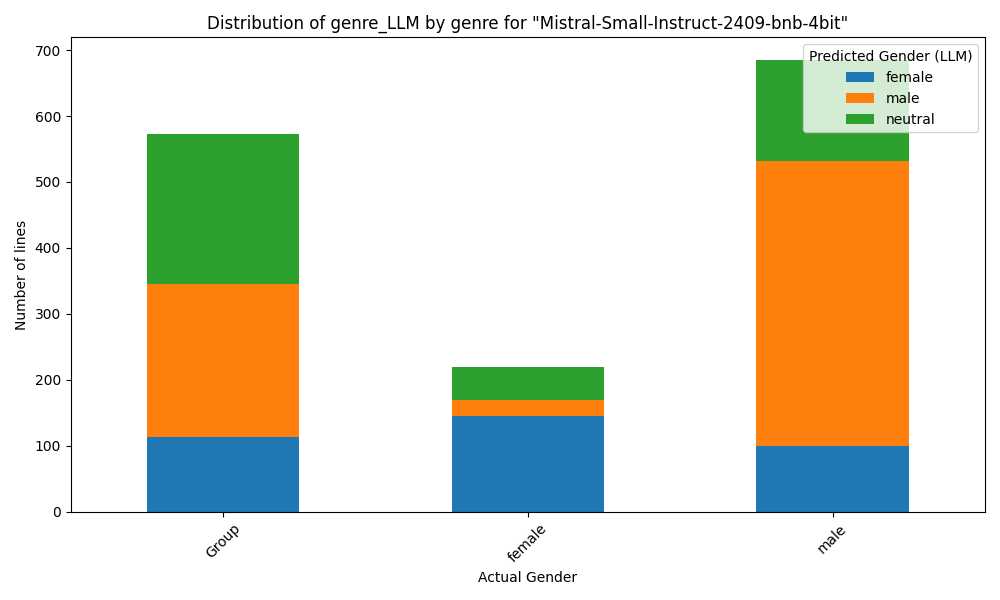 Distribution of genre_LLM by genre for "Mistral-Small-Instruct-2409-bnb-4bit"
Predicted Gender (LLM)
female
male
neutral
Number of lines
700
600
500
400
300
200
100
0
Group
female
male
Actual Gender